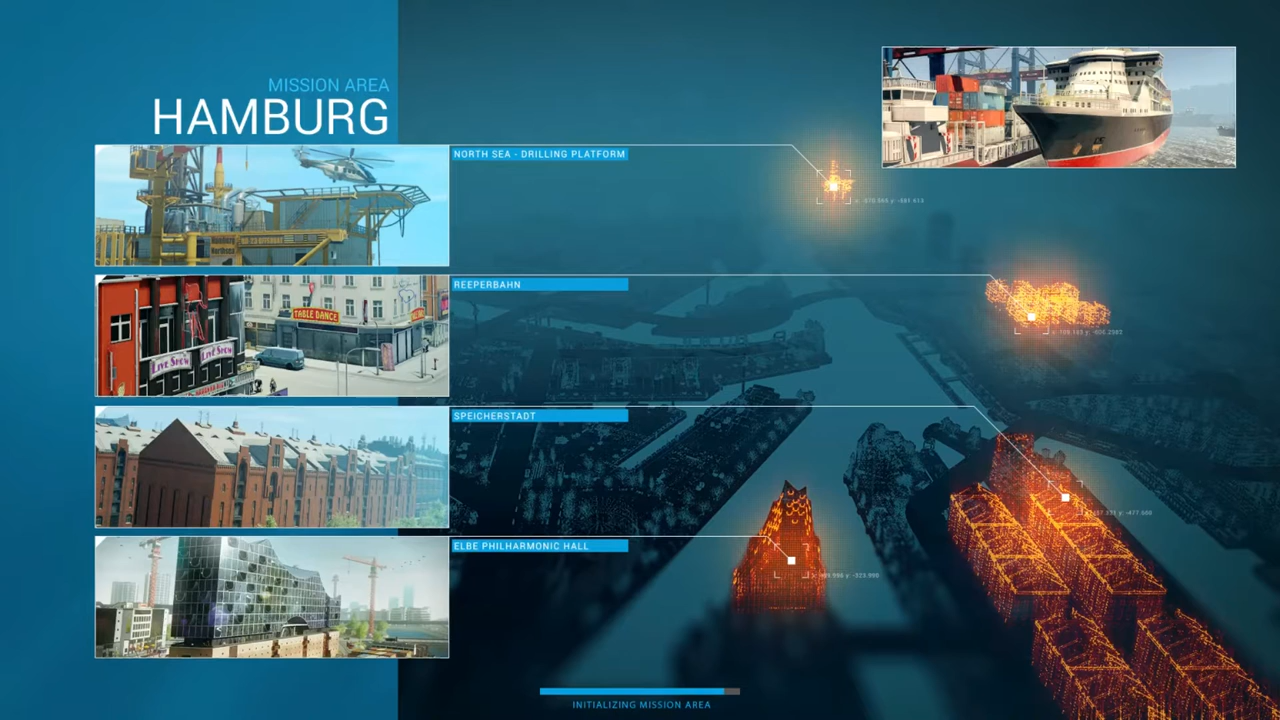 MISSION AREA
HAMBURG
NORTH SEA - DRILLING PLATFORM
REEPERBAHN
TABLE DANCE
LIVE SHOW
LIVE SHOW
SPEICHERSTADT
ELBE PHILHARMONIC HALL
INITIALIZING MISSION AREA